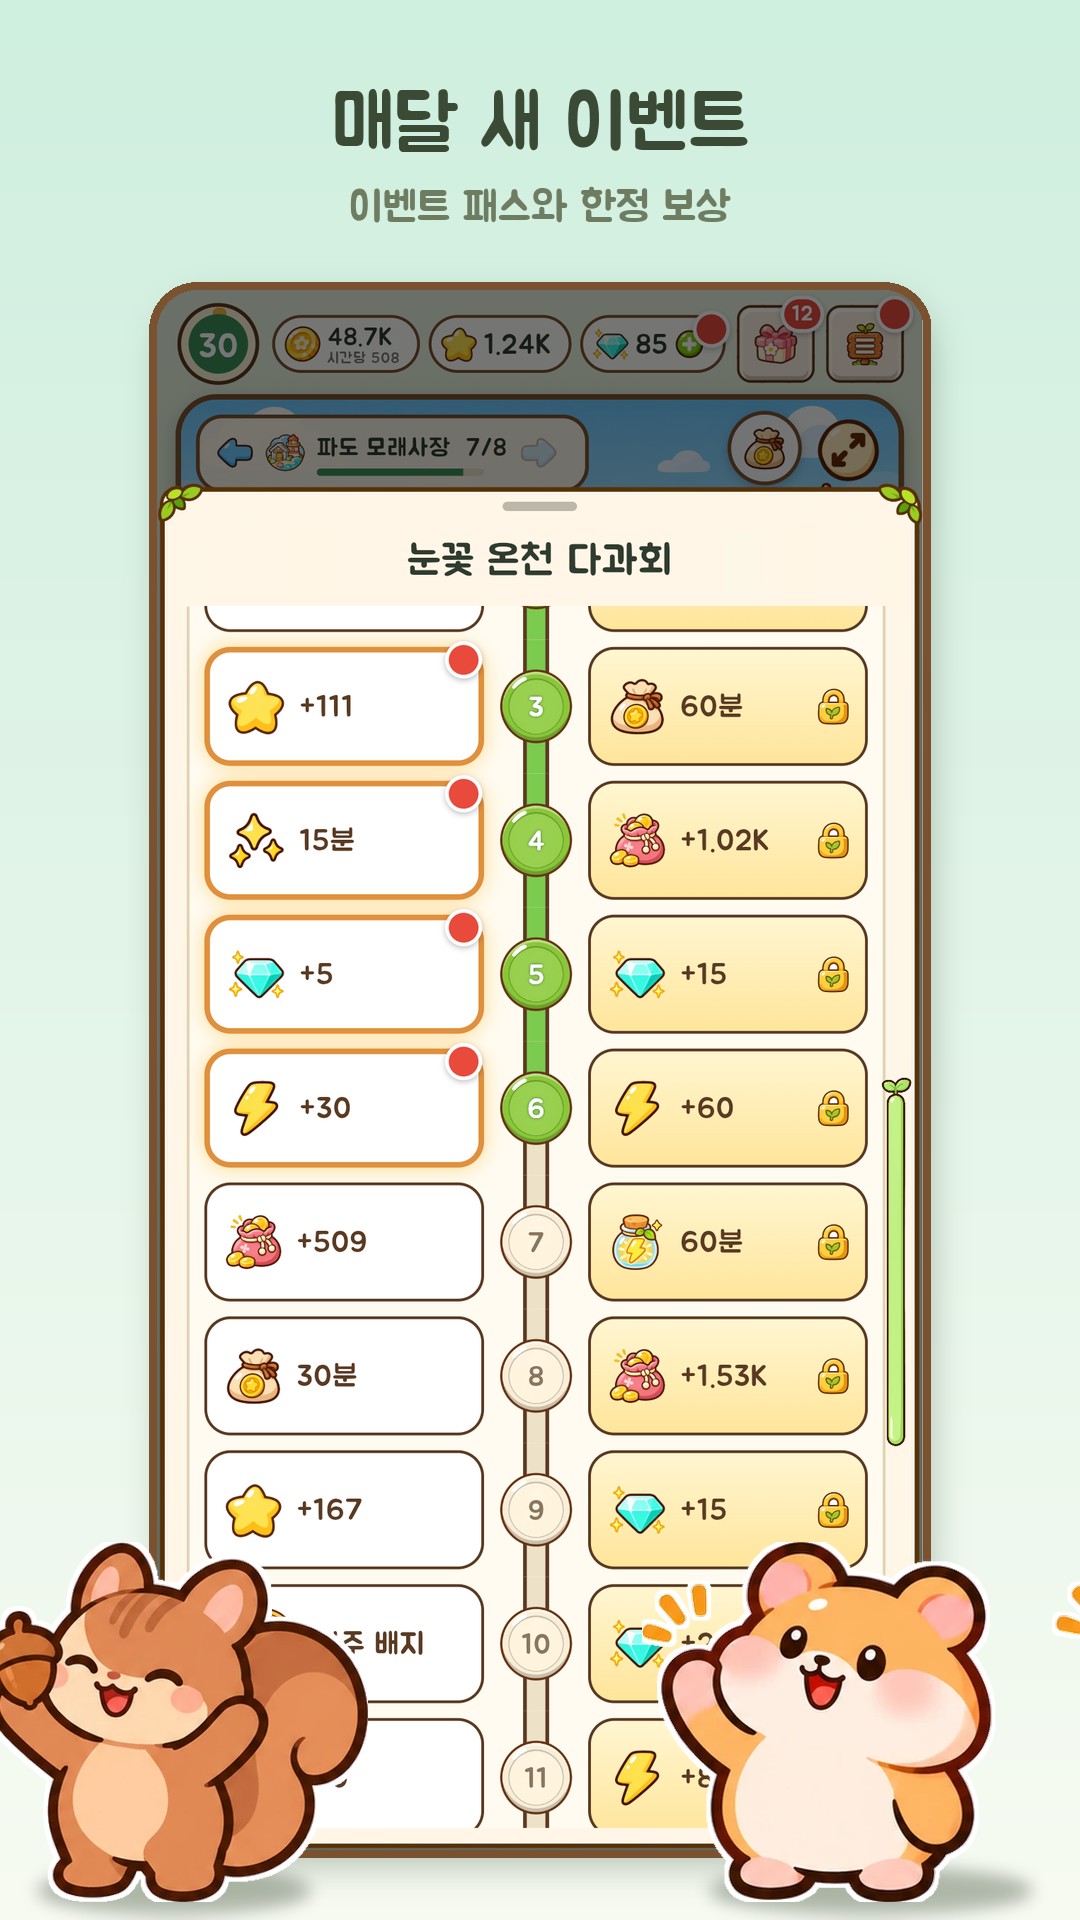 매달 새 이벤트
이벤트 패스와 한정 보상
30
48.7K
시간당 508
1.24K
85
12
파도 모래사장 7/8
눈꽃 온천 다과회
+111
3
60분
15분
4
+1.02K
+5
5
+15
+30
6
+60
+509
7
60분
30분
8
+1.53K
+167
9
+15
배지
10
11